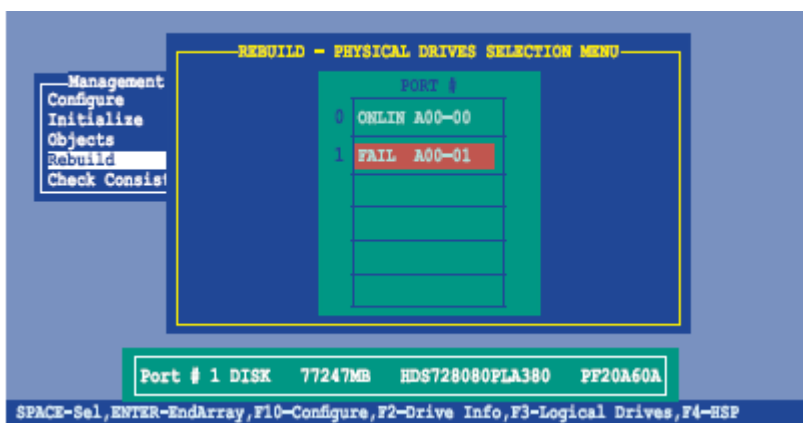 REBUILD - PHYSICAL DRIVES SELECTION MENU
Management
Configure
Initialize
Objects
Rebuild
Check Consist
PORT #
0 ONLIN A00-00
1 FAIL A00-01
Port # 1 DISK 77247MB HDS728080PLA380 PF20A60A
SPACE-Sel,ENTER-EndArray,F10-Configure,F2-Drive Info,F3-Logical Drives,F4-HSP